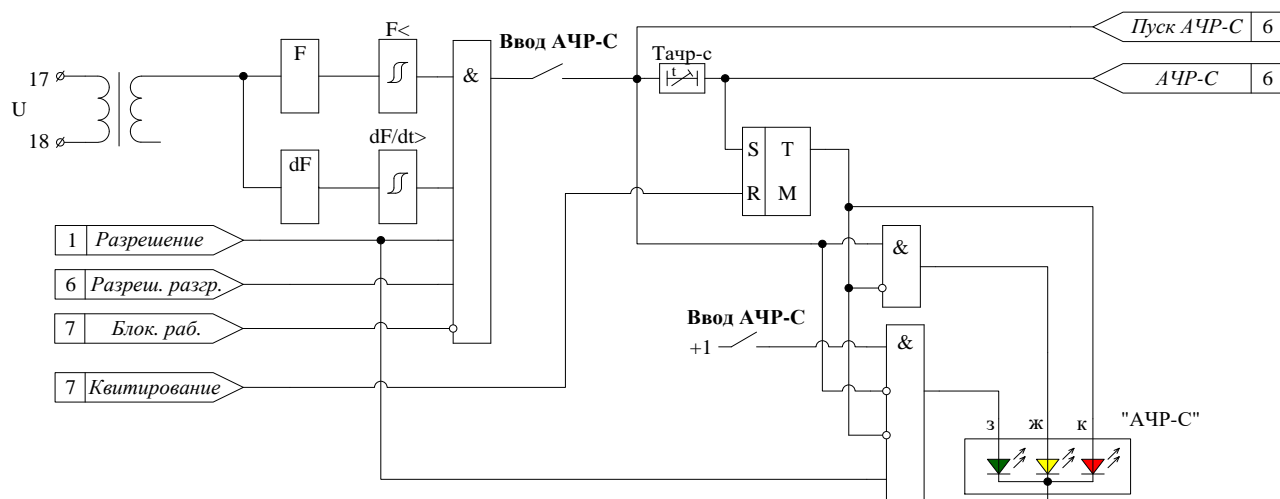 F<
Ввод АЧР-С
Пуск АЧР-С 6
F
&
Тачр-с
t
АЧР-С 6
17
U
18
dF/dt>
dF
S T
R M
1 Разрешение
6 Разреш. разгр.
7 Блок. раб.
7 Квитирование
&
Ввод АЧР-С
+1
&
з ж к "АЧР-С"